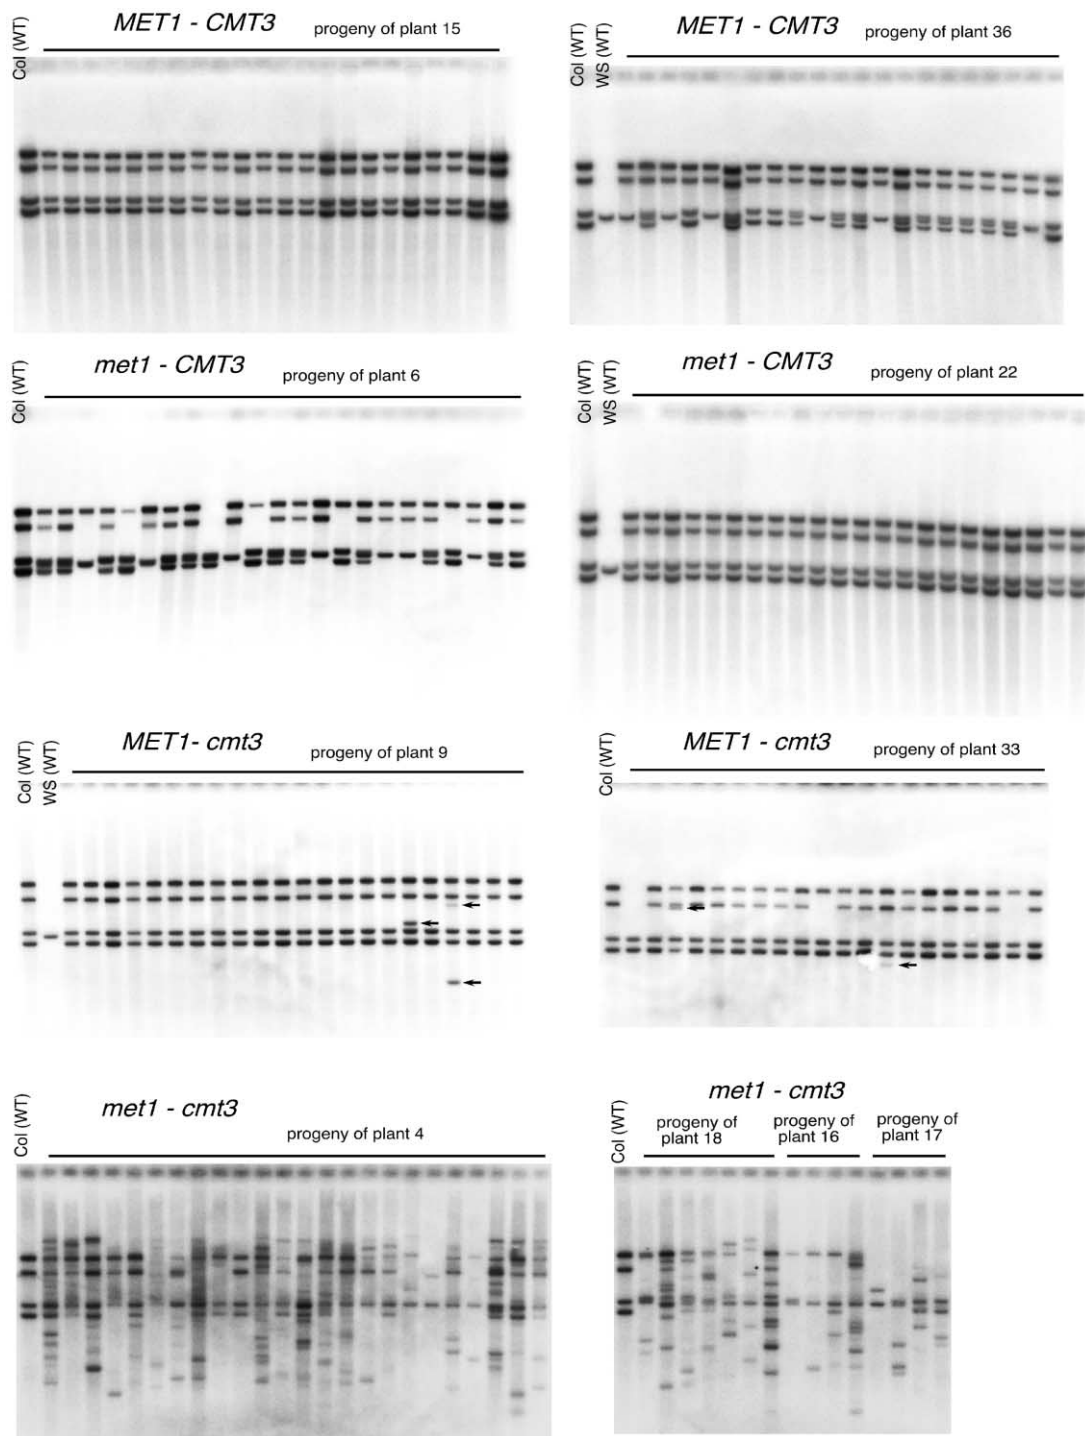 Col (WT)
MET1 - CMT3
progeny of plant 15
Col (WT)
WS (WT)
MET1 - CMT3
progeny of plant 36
Col (WT)
met1 - CMT3
progeny of plant 6
Col (WT)
WS (WT)
met1 - CMT3
progeny of plant 22
Col (WT)
WS (WT)
MET1- cmt3
progeny of plant 9
Col (WT)
MET1 - cmt3
progeny of plant 33
Col (WT)
met1 - cmt3
progeny of plant 4
Col (WT)
met1 - cmt3
progeny of
plant 18
progeny of
plant 16
progeny of
plant 17